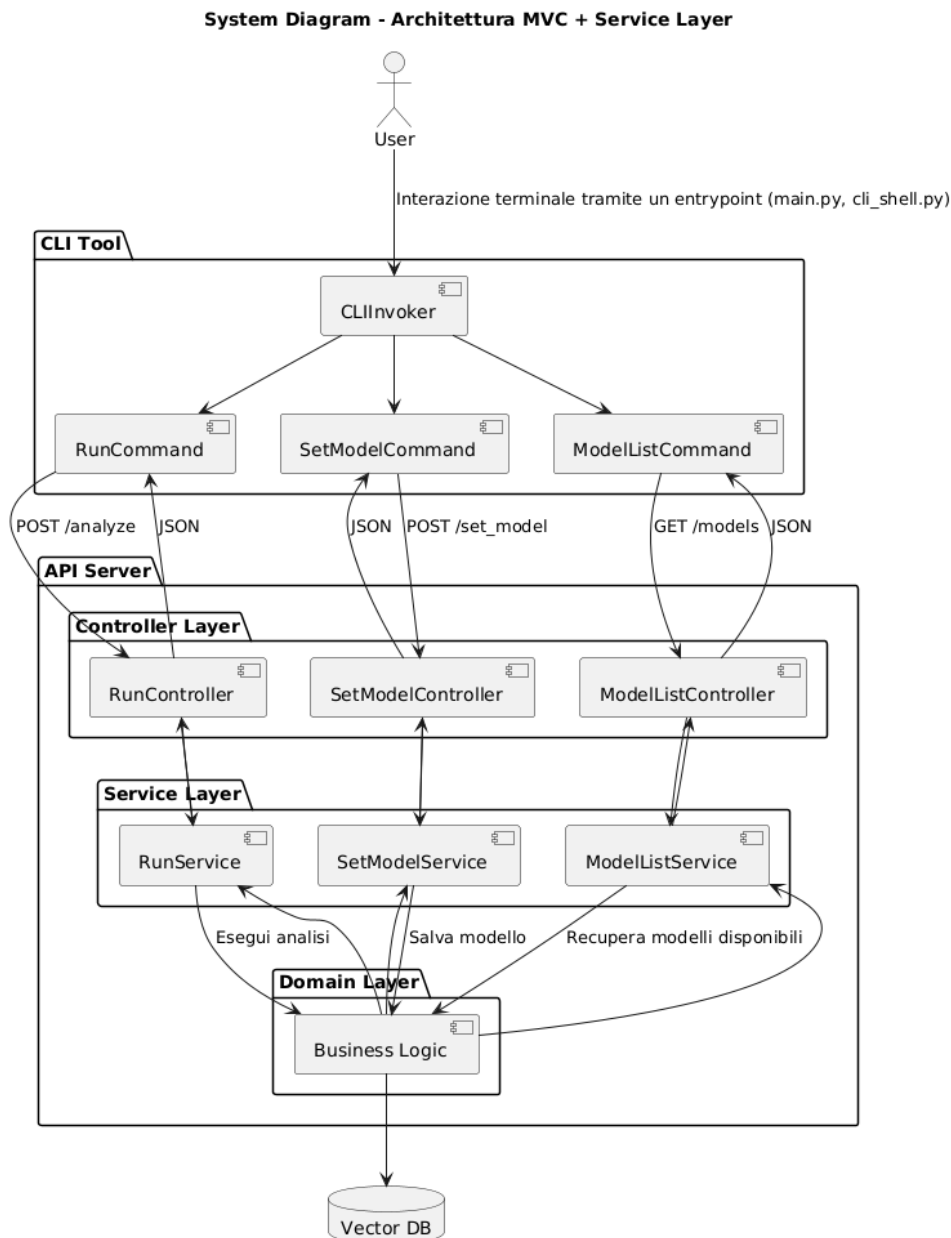 System Diagram - Architettura MVC + Service Layer
User
Interazione terminale tramite un entrypoint (main.py, cli_shell.py)
CLI Tool
CLIInvoker
RunCommand
SetModelCommand
ModelListCommand
POST /analyze
JSON
JSON
POST /set_model
GET /models
JSON
API Server
Controller Layer
RunController
SetModelController
ModelListController
Service Layer
RunService
SetModelService
ModelListService
Esegui analisi
Salva modello
Recupera modelli disponibili
Domain Layer
Business Logic
Vector DB